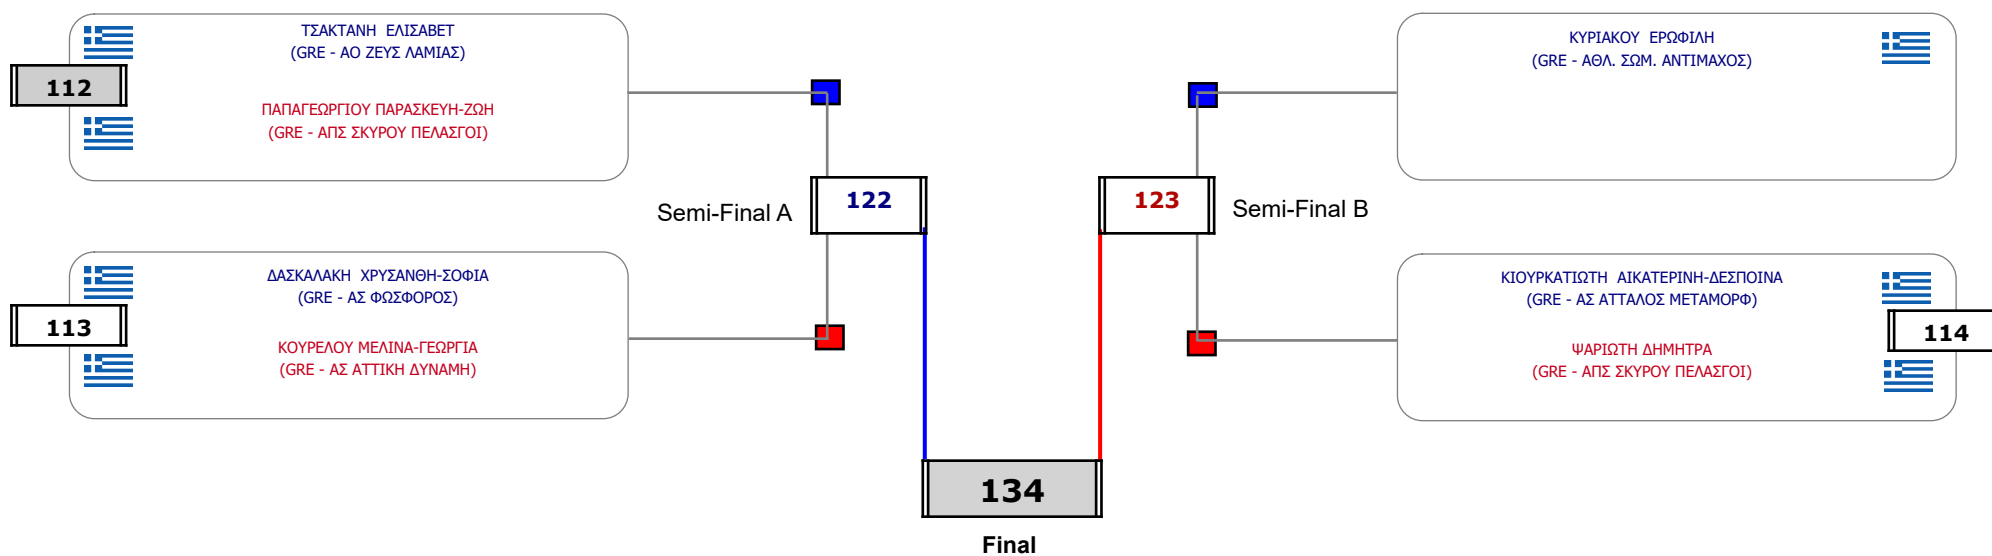 ΤΣΑΚΤΑΝΗ ΕΛΙΣΑΒΕΤ
(GRE - ΑΟ ΖΕΥΣ ΛΑΜΙΑΣ)
112
ΠΑΠΑΓΕΩΡΓΙΟΥ ΠΑΡΑΣΚΕΥΗ-ΖΩΗ
(GRE - ΑΠΣ ΣΚΥΡΟΥ ΠΕΛΑΣΓΟΙ)
ΚΥΡΙΑΚΟΥ ΕΡΩΦΙΛΗ
(GRE - ΑΘΛ. ΣΩΜ. ΑΝΤΙΜΑΧΟΣ)
Semi-Final A
122
123
Semi-Final B
ΔΑΣΚΑΛΑΚΗ ΧΡΥΣΑΝΘΗ-ΣΟΦΙΑ
(GRE - ΑΣ ΦΩΣΦΟΡΟΣ)
113
ΚΟΥΡΕΛΟΥ ΜΕΛΙΝΑ-ΓΕΩΡΓΙΑ
(GRE - ΑΣ ΑΤΤΙΚΗ ΔΥΝΑΜΗ)
ΚΙΟΥΡΚΑΤΙΩΤΗ ΑΙΚΑΤΕΡΙΝΗ-ΔΕΣΠΟΙΝΑ
(GRE - ΑΣ ΑΤΤΑΛΟΣ ΜΕΤΑΜΟΡΦ)
114
ΨΑΡΙΩΤΗ ΔΗΜΗΤΡΑ
(GRE - ΑΠΣ ΣΚΥΡΟΥ ΠΕΛΑΣΓΟΙ)
134
Final